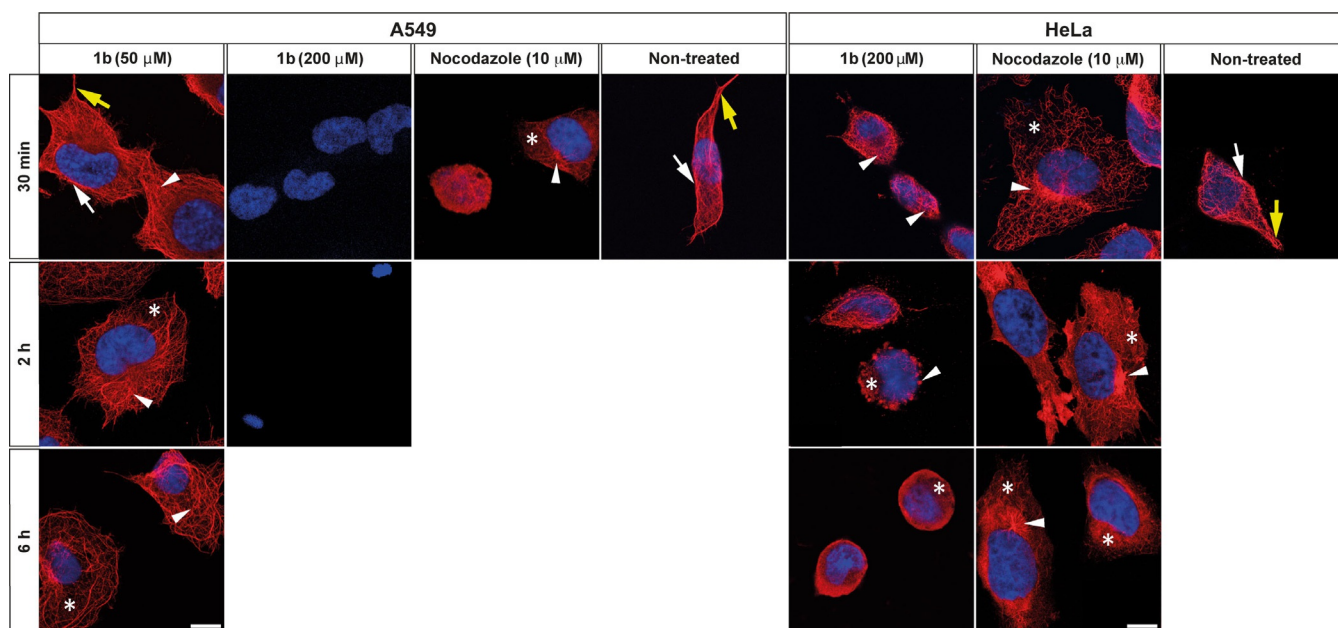 A549
HeLa
1b (50 μM)
1b (200 μM)
Nocodazole (10 μM)
Non-treated
1b (200 μM)
Nocodazole (10 μM)
Non-treated
30 min
*
*
2 h
*
*
*
6 h
*
*
*
*